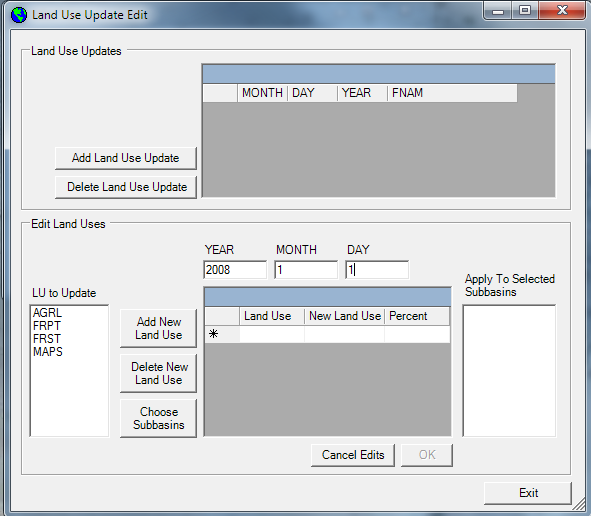 Land Use Update Edit
Land Use Updates
MONTH DAY YEAR FNAM
Add Land Use Update
Delete Land Use Update
Edit Land Uses
YEAR MONTH DAY
2008 1 1
LU to Update
Apply To Selected
Subbasins
AGRL
FRPT
FRST
MAPS
Add New
Land Use
Delete New
Land Use
Choose
Subbasins
Land Use New Land Use Percent
*
Cancel Edits OK
Exit